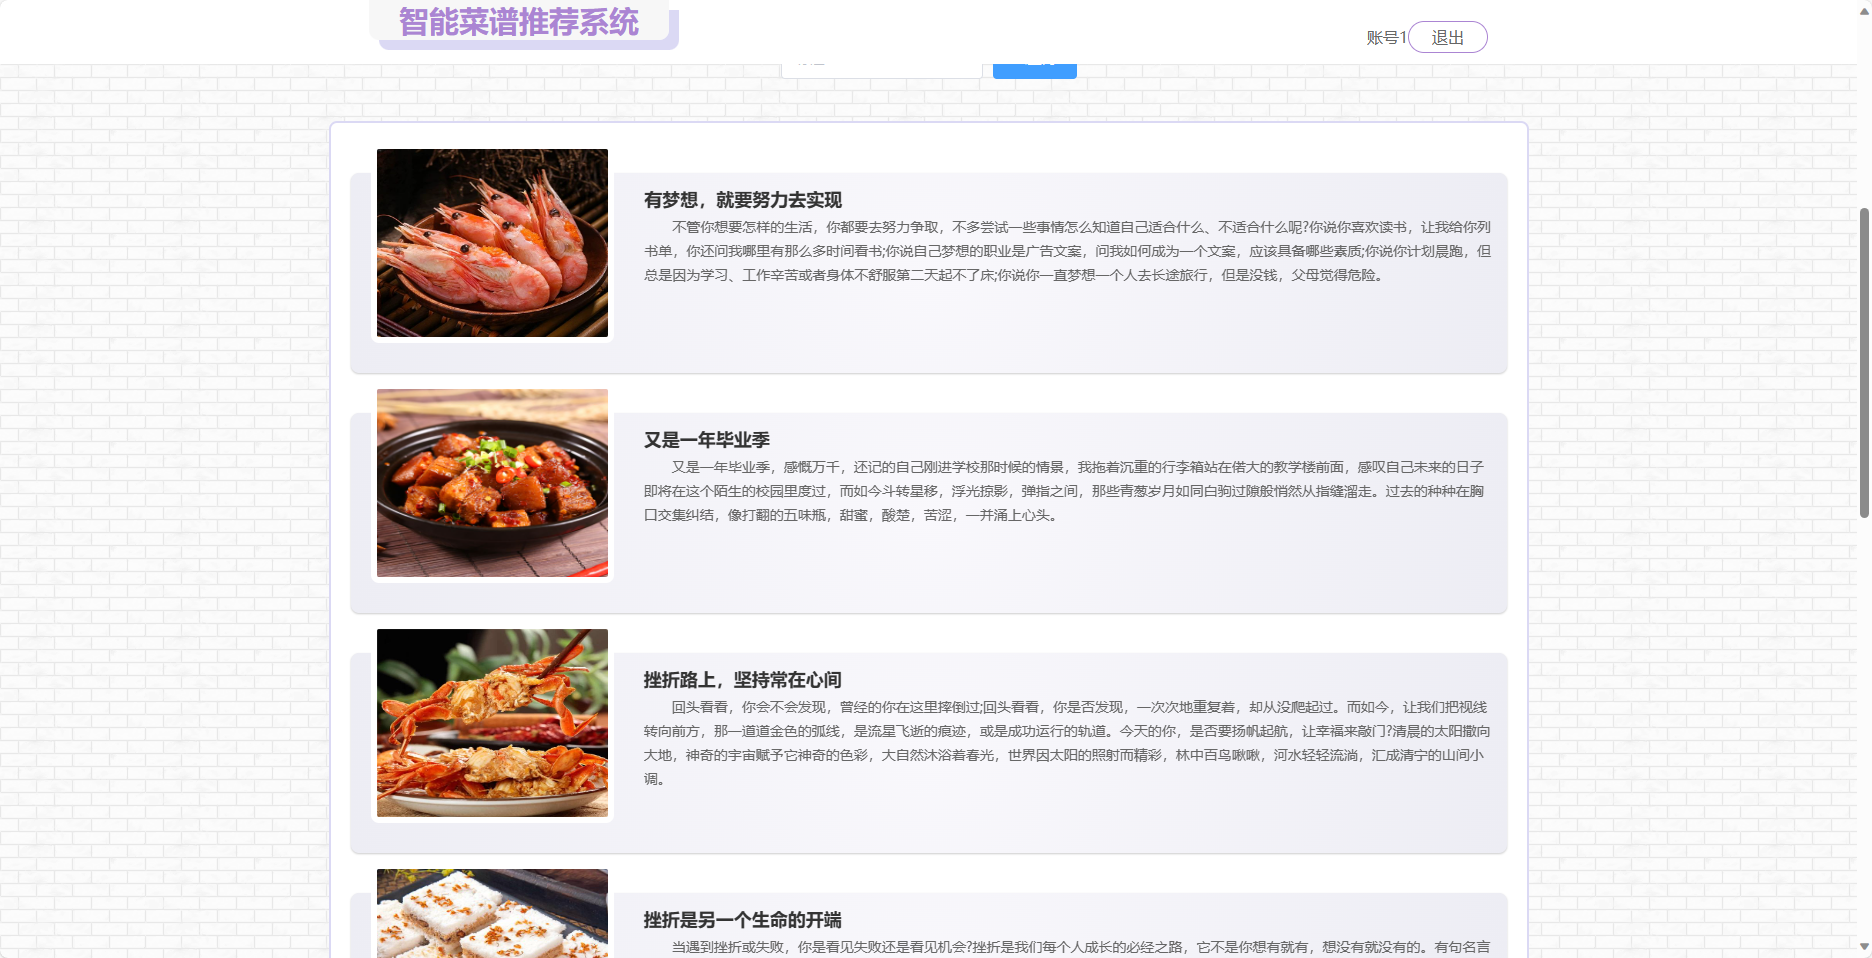 智能菜谱推荐系统
账号1 退出
有梦想，就要努力去实现
不管你想要怎样的生活，你都要去努力争取，不多尝试一些事情怎么知道自己适合什么、不适合什么呢?你说你喜欢读书，让我给你列
书单，你还问我哪里有那么多时间看书;你说自己梦想的职业是广告文案，问我如何成为一个文案，应该具备哪些素质;你说你计划晨跑，但
总是因为学习、工作辛苦或者身体不舒服第二天起不了床;你说你一直梦想一个人去长途旅行，但是没钱，父母觉得危险。
又是一年毕业季
又是一年毕业季，感慨万千，还记的自己刚进学校那时候的情景，我拖着沉重的行李箱站在偌大的教学楼前面，感叹自己未来的日子
即将在这个陌生的校园里度过，而如今斗转星移，浮光掠影，弹指之间，那些青葱岁月如同白驹过隙般悄然从指缝溜走。过去的种种在胸
口交集纠结，像打翻的五味瓶，甜蜜，酸楚，苦涩，一并涌上心头。
挫折路上，坚持常在心间
回头看看，你会不会发现，曾经的你在这里摔倒过;回头看看，你是否发现，一次次地重复着，却从没爬起过。而如今，让我们把视线
转向前方，那一道道金色的弧线，是流星飞逝的痕迹，或是成功运行的轨道。今天的你，是否要扬帆起航，让幸福来敲门?清晨的太阳撒向
大地，神奇的宇宙赋予它神奇的色彩，大自然沐浴着春光，世界因太阳的照射而精彩，林中百鸟啾啾，河水轻轻流淌，汇成清宁的山间小
调。
挫折是另一个生命的开端
当遇到挫折或失败，你是看见失败还是看见机会?挫折是我们每个人成长的必经之路，它不是你想有就有，想没有就没有的。有句名言